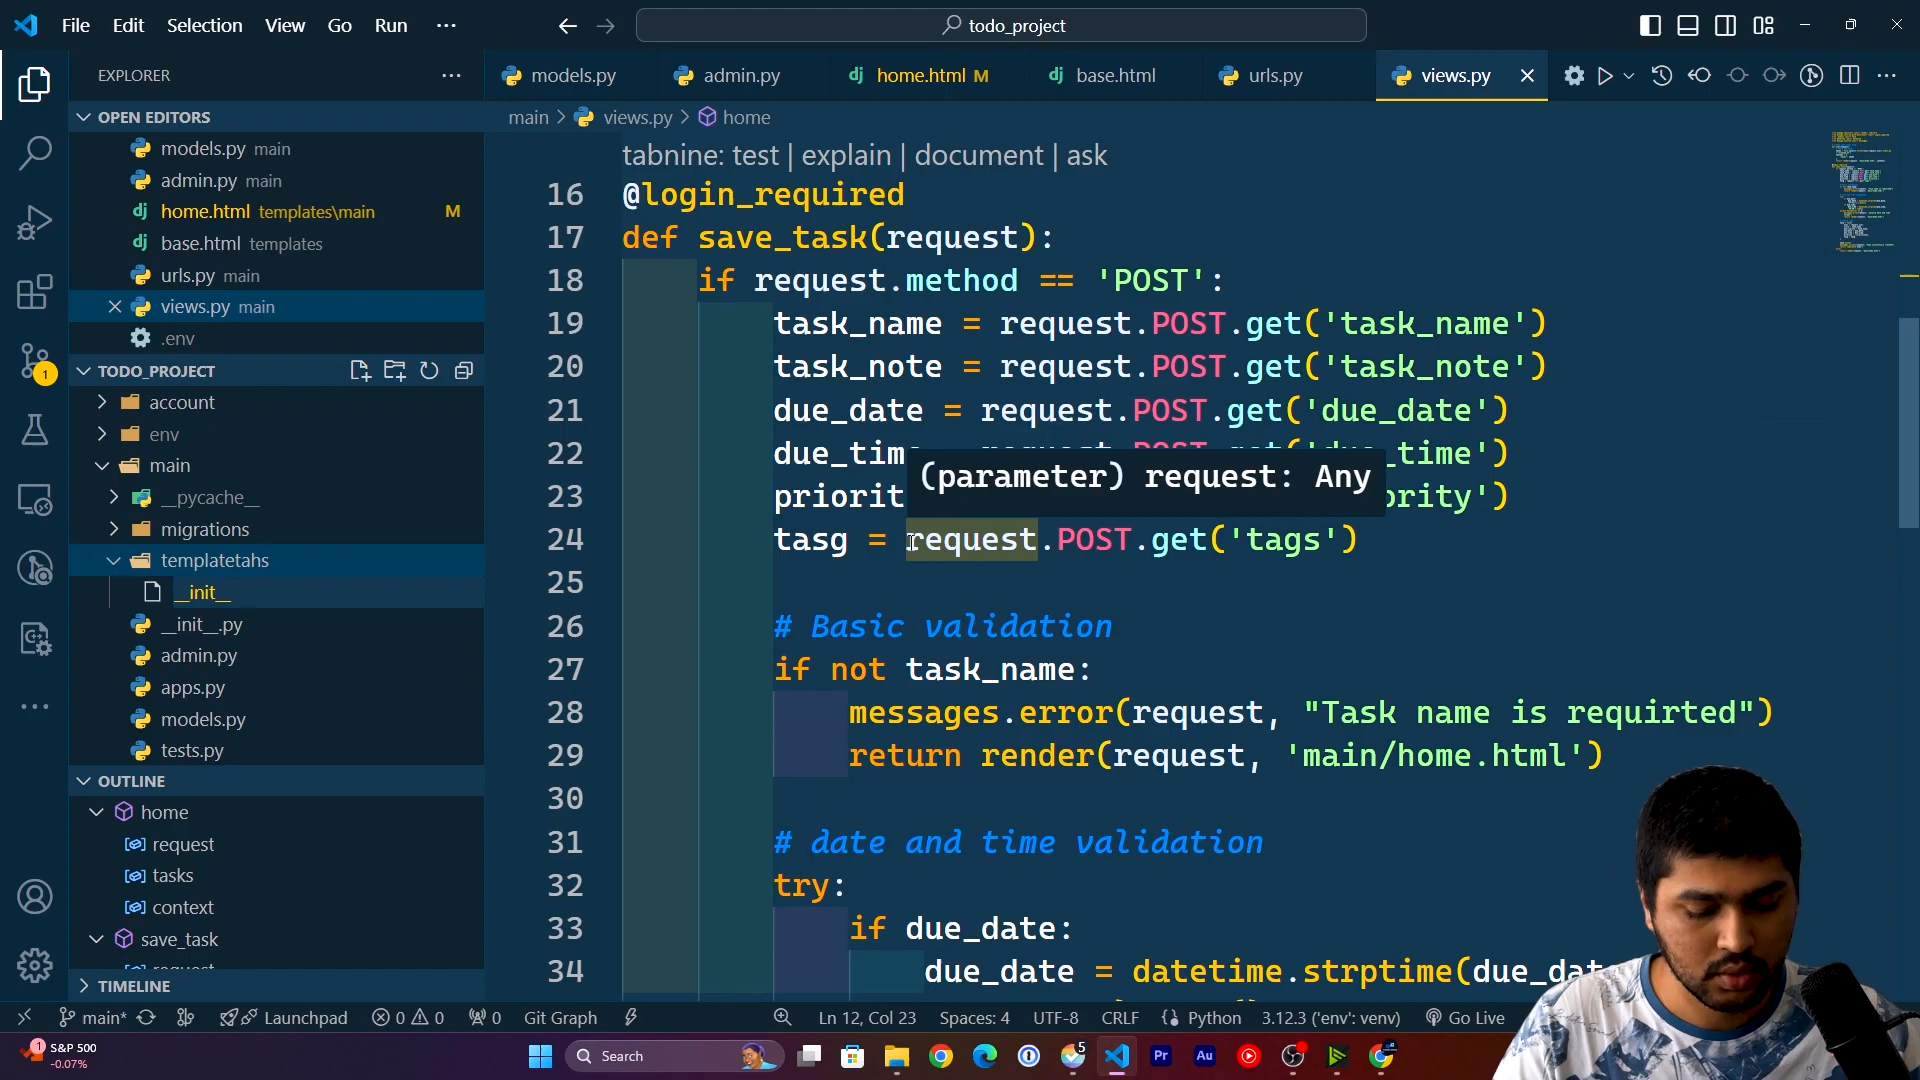 File Edit Selection View Go Run ···
todo_project
EXPLORER
OPEN EDITORS
models.py main
admin.py main
home.html templates\main M
base.html templates
urls.py main
views.py main
.env
TODO_PROJECT
account
env
main
__pycache__
migrations
templatetahs
__init__
__init__.py
admin.py
apps.py
models.py
tests.py
OUTLINE
home
request
tasks
context
save_task
request
TIMELINE
1
models.py admin.py home.html M base.html urls.py views.py
main > views.py > home
tabnine: test | explain | document | ask
16 @login_required
17 def save_task(request):
18 if request.method == 'POST':
19 task_name = request.POST.get('task_name')
20 task_note = request.POST.get('task_note')
21 due_date = request.POST.get('due_date')
22 due_time = request.POST.get('due_time')
(parameter) request: Any
23 priorit ority')
24 tasg = request.POST.get('tags')
25
26 # Basic validation
27 if not task_name:
28 messages.error(request, "Task name is requirted")
29 return render(request, 'main/home.html')
30
31 # date and time validation
32 try:
33 if due_date:
34 due_date = datetime.strptime(due_dat
main* 0 0 0 Launchpad Git Graph Ln 12, Col 23 Spaces: 4 UTF-8 CRLF Python 3.12.3 ('env': venv) Go Live
1 S&P 500
-0.07%
Search
5
Pr
Au